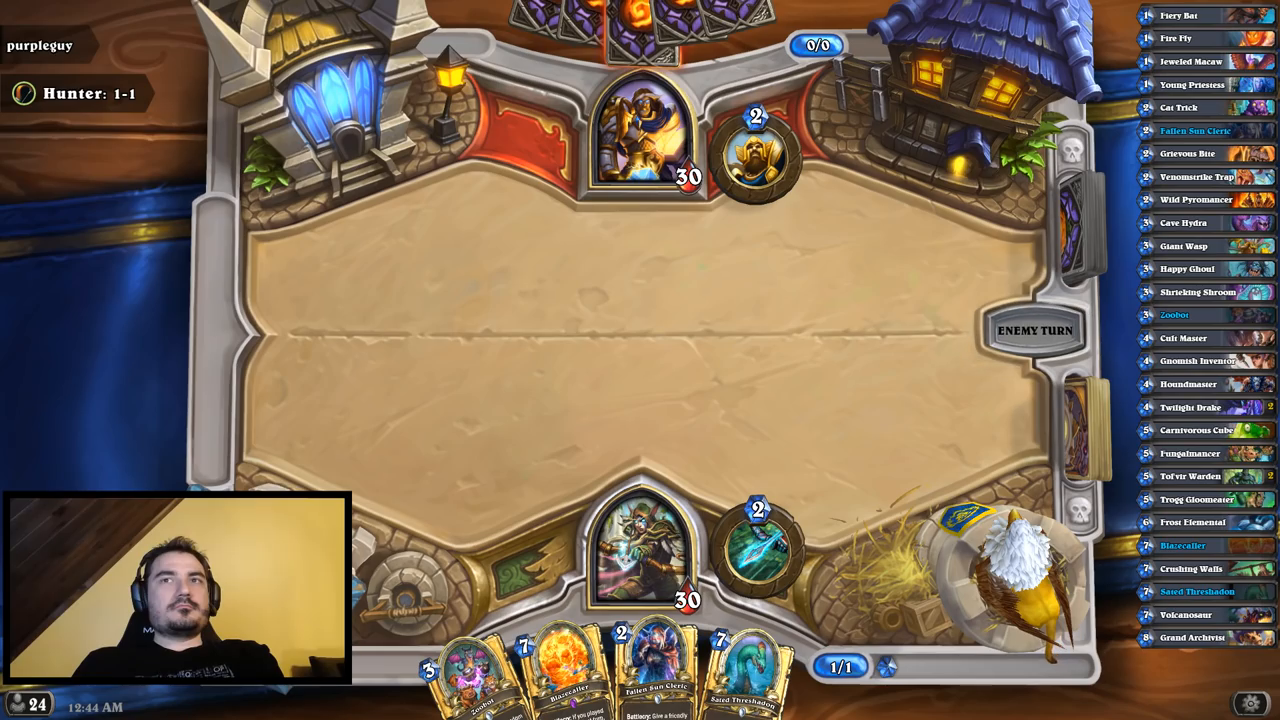 purpleguy
Hunter: 1-1
0/0
2
30
ENEMY TURN
2
30
3
Zoobot
7
Blazecaller
2
Fallen Sun Cleric
Battlecry: Give a friendly
7
Sated Threshadon
1/1
24
12:44 AM
1 Fiery Bat
1 Fire Fly
1 Jeweled Macaw
1 Young Priestess
2 Cat Trick
2 Fallen Sun Cleric
2 Grievous Bite
2 Venomstrike Trap
2 Wild Pyromancer
3 Cave Hydra
3 Giant Wasp
3 Happy Ghoul
3 Shrieking Shroom
3 Zoobot
4 Cult Master
4 Gnomish Inventor
4 Houndmaster
4 Twilight Drake 2
5 Carnivorous Cube
5 Fungalmancer
5 Tol'vir Warden 2
5 Trogg Gloomeater
6 Frost Elemental
7 Blazecaller
7 Crushing Walls
7 Sated Threshadon
7 Volcanosaur
8 Grand Archivist